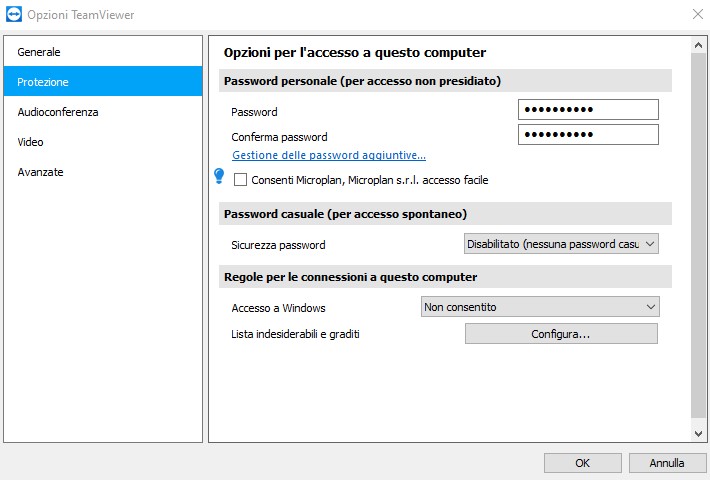 Opzioni TeamViewer
Generale
Protezione
Audioconferenza
Video
Avanzate
Opzioni per l'accesso a questo computer
Password personale (per accesso non presidiato)
Password ●●●●●●●●●●
Conferma password ●●●●●●●●●●
Gestione delle password aggiuntive...
Consenti Microplan, Microplan s.r.l. accesso facile
Password casuale (per accesso spontaneo)
Sicurezza password Disabilitato (nessuna password casu
Regole per le connessioni a questo computer
Accesso a Windows Non consentito
Lista indesiderabili e graditi Configura...
OK Annulla